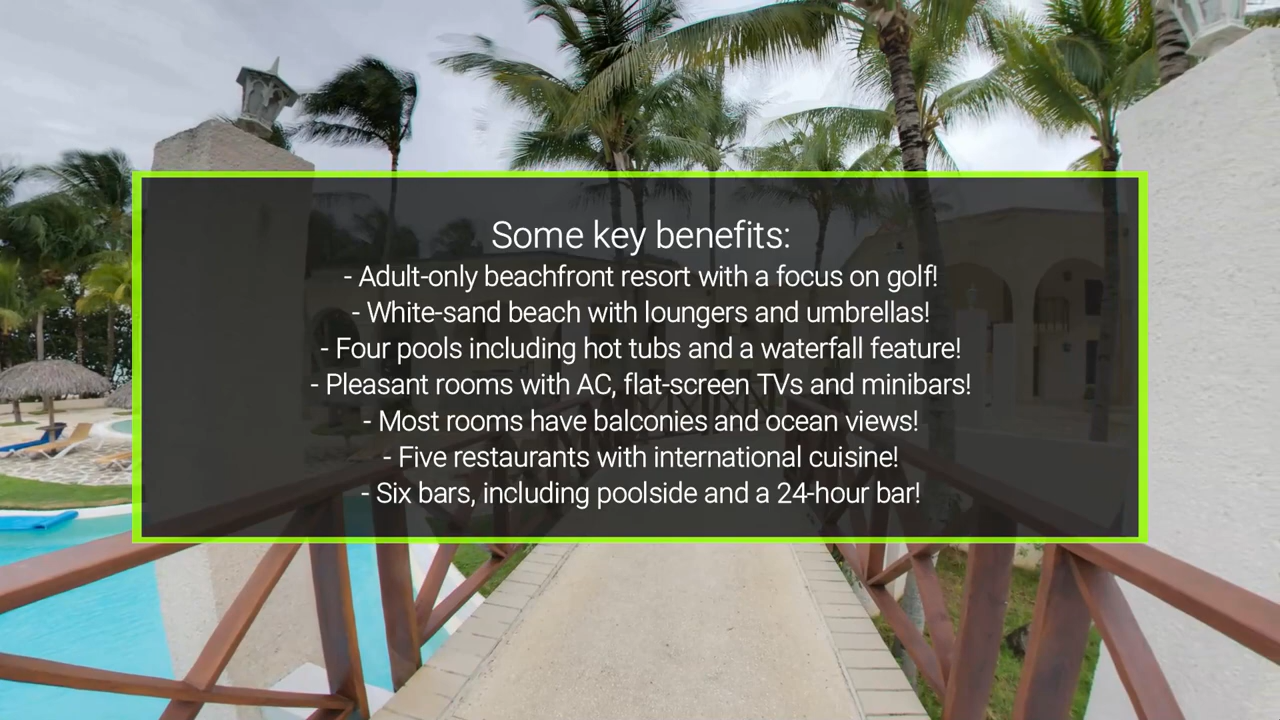 Some key benefits:
- Adult-only beachfront resort with a focus on golf!
- White-sand beach with loungers and umbrellas!
- Four pools including hot tubs and a waterfall feature!
- Pleasant rooms with AC, flat-screen TVs and minibars!
- Most rooms have balconies and ocean views!
- Five restaurants with international cuisine!
- Six bars, including poolside and a 24-hour bar!